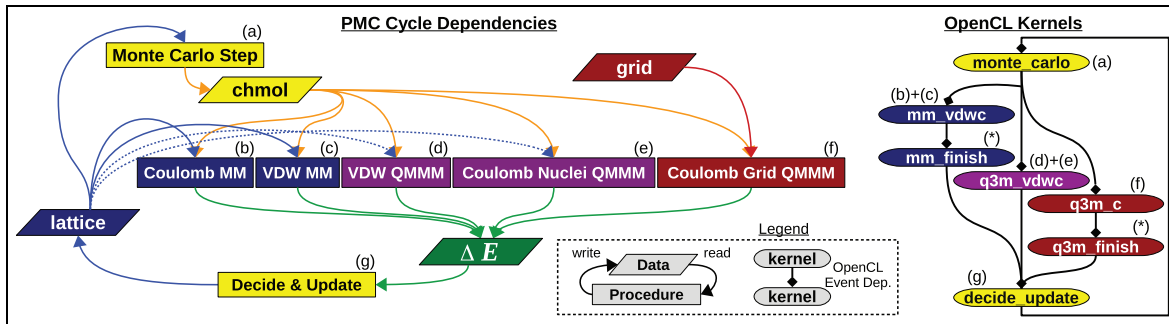 PMC Cycle Dependencies
OpenCL Kernels
(a)
Monte Carlo Step
chmol
grid
(b)
(c)
(d)
(e)
(f)
Coulomb MM
VDW MM
VDW QMMM
Coulomb Nuclei QMMM
Coulomb Grid QMMM
lattice
Δ E
(g)
Decide & Update
Legend
write
read
Data
Procedure
kernel
OpenCL
Event Dep.
kernel
monte_carlo
(a)
(b)+(c)
mm_vdwc
(*)
mm_finish
(d)+(e)
q3m_vdwc
(f)
q3m_c
(*)
q3m_finish
(g)
decide_update